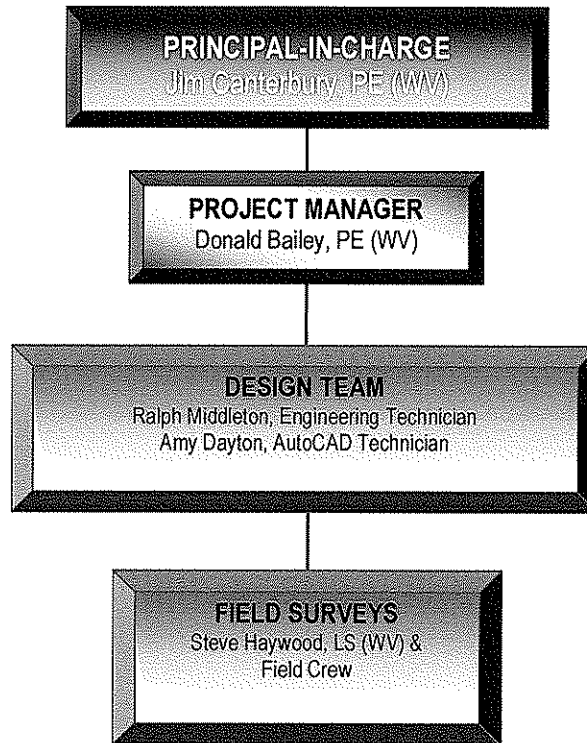 PRINCIPAL-IN-CHARGE
Jim Canterbury, PE (WV)
PROJECT MANAGER
Donald Bailey, PE (WV)
DESIGN TEAM
Ralph Middleton, Engineering Technician
Amy Dayton, AutoCAD Technician
FIELD SURVEYS
Steve Haywood, LS (WV) &
Field Crew